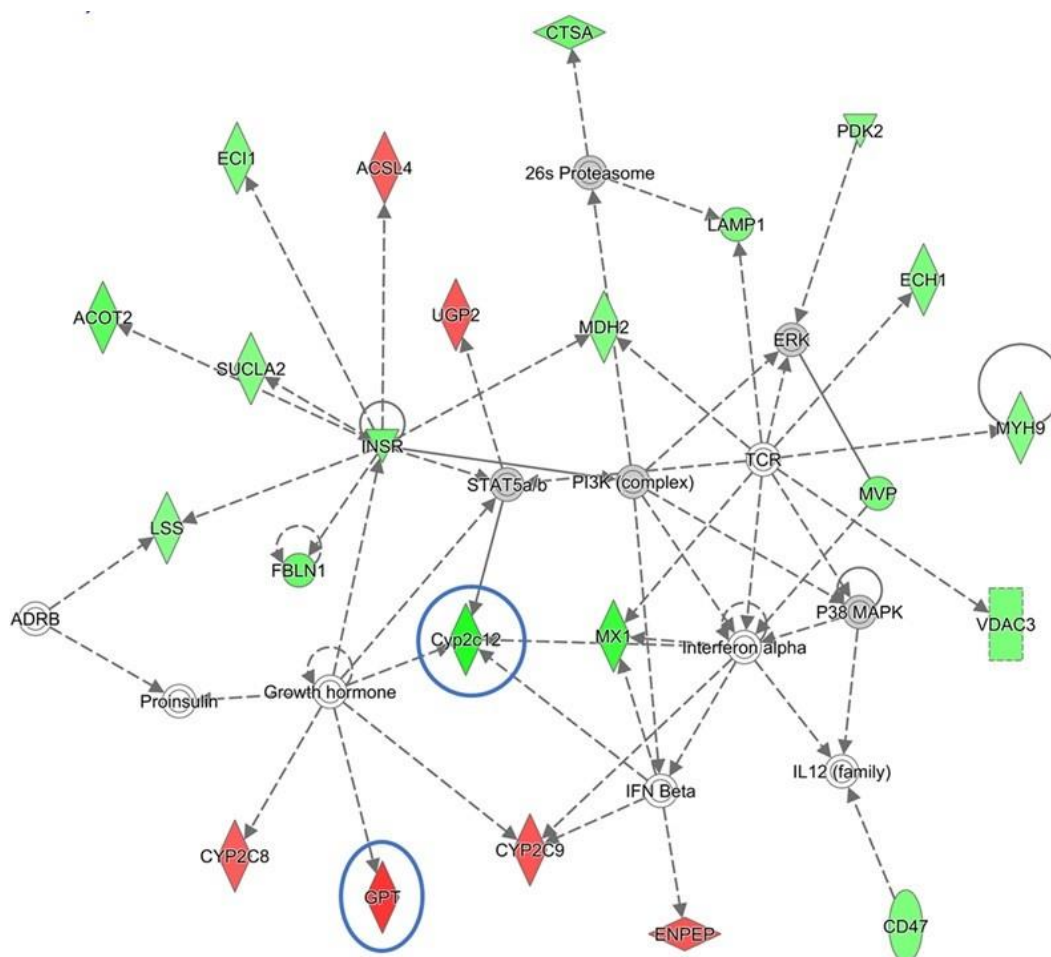 CTSA
PDK2
ECI1
ACSL4
26s Proteasome
LAMP1
ECH1
ACOT2
UGP2
MDH2
ERK
SUCLA2
MYH9
INSR
TCR
STAT5a/b
PI3K (complex)
MVP
LSS
FBLN1
ADRB
P38 MAPK
VDAC3
Cyp2c12
MX1
Interferon alpha
Proinsulin
Growth hormone
IL12 (family)
IFN Beta
CYP2C8
CYP2C9
GPT
ENPEP
CD47